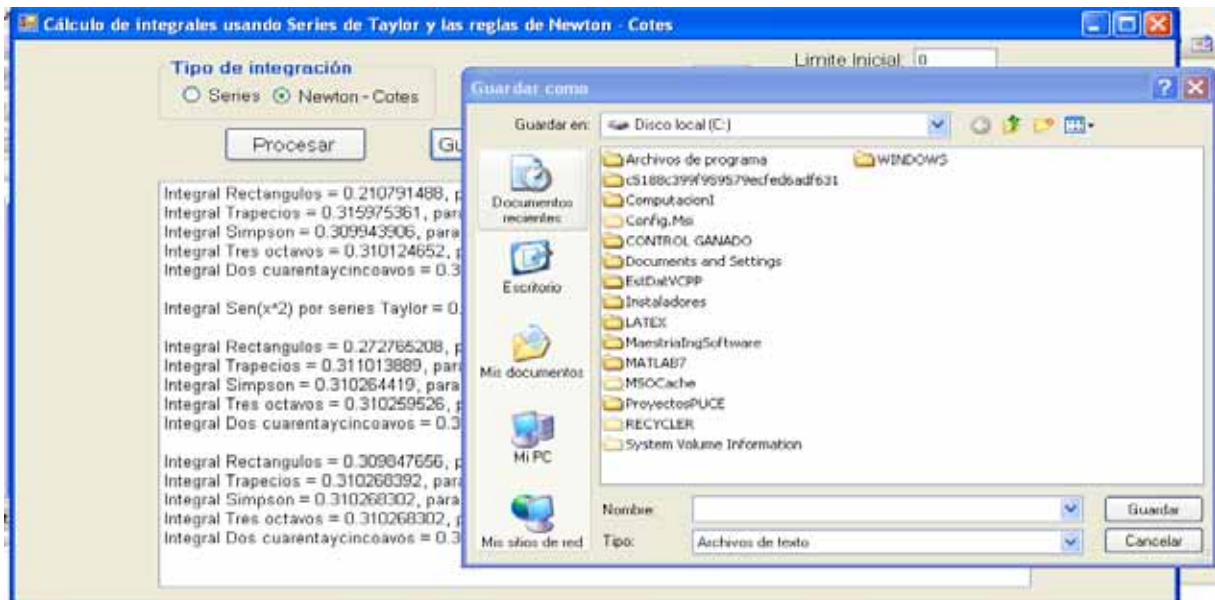 Cálculo de integrales usando Series de Taylor y las reglas de Newton - Cotes
Tipo de integración
Series Newton - Cotes
Limite Inicial: 0
Procesar
Gu
Integral Rectangulos = 0.210791488, p
Integral Trapecios = 0.315975361, para
Integral Simpson = 0.309943906, para
Integral Tres octavos = 0.310124652, p
Integral Dos cuarentaycincoavos = 0.3
Integral Sen(x^2) por series Taylor = 0.
Integral Rectangulos = 0.272765208, p
Integral Trapecios = 0.311013889, para
Integral Simpson = 0.310264419, para
Integral Tres octavos = 0.310259526, p
Integral Dos cuarentaycincoavos = 0.3
Integral Rectangulos = 0.309847656, p
Integral Trapecios = 0.310268392, para
Integral Simpson = 0.310268302, para
Integral Tres octavos = 0.310268302, p
Integral Dos cuarentaycincoavos = 0.3
Guardar como
Guardar en: Disco local (C:)
Documentos recientes
Escritorio
Mis documentos
Mi PC
Mis sitios de red
Archivos de programa
WINDOWS
ComputacionI
Config.Msi
CONTROL GANADO
Documents and Settings
EstDatVCPP
Instaladores
LATEX
MaestriaIngSoftware
MATLAB7
MSOCache
ProyectosPUCE
RECYCLER
System Volume Information
Nombre:
Guardar
Tipo: Archivos de texto
Cancelar